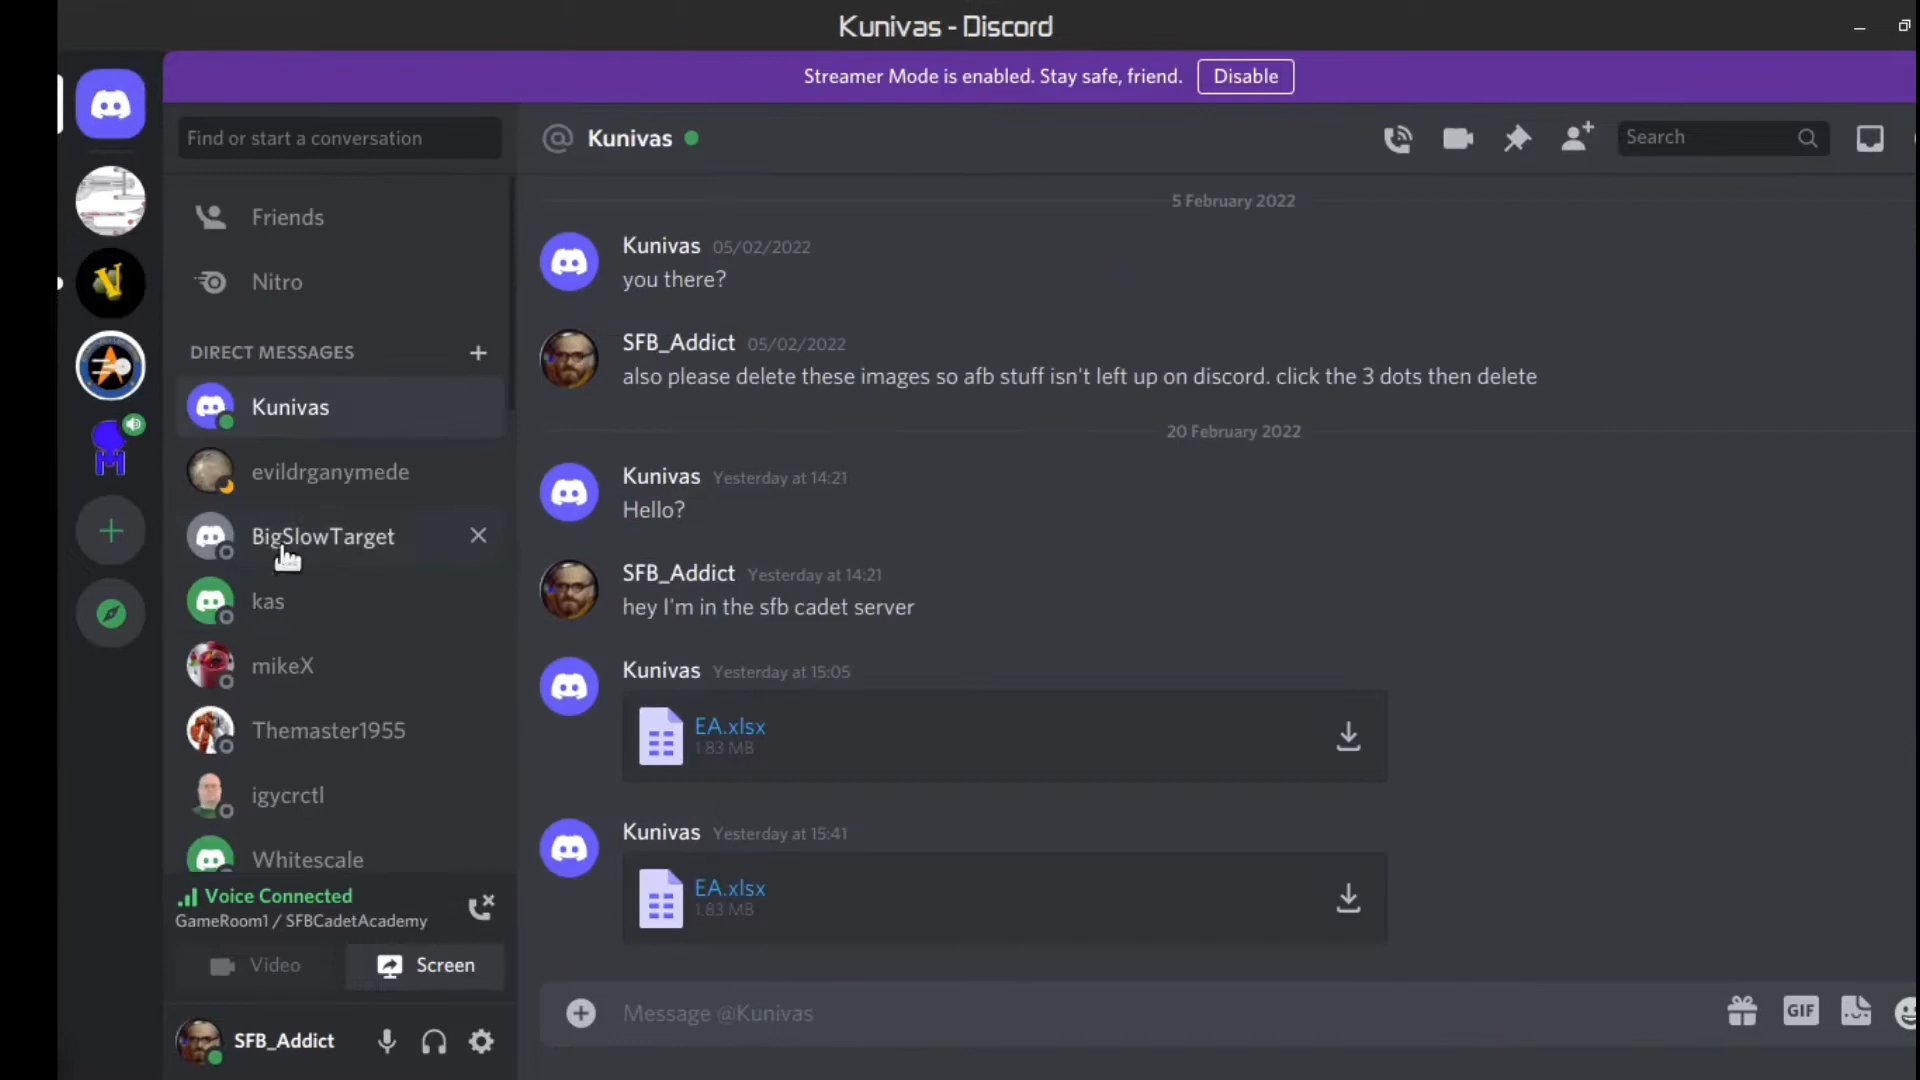 Kunivas - Discord
Streamer Mode is enabled. Stay safe, friend. Disable
Find or start a conversation
Friends
Nitro
DIRECT MESSAGES
Kunivas
evildrganymede
BigSlowTarget
kas
mikeX
Themaster1955
igycrctl
Whitescale
Voice Connected
GameRoom1 / SFBCadetAcademy
Video Screen
SFB_Addict
Kunivas
Search
5 February 2022
Kunivas 05/02/2022
you there?
SFB_Addict 05/02/2022
also please delete these images so afb stuff isn't left up on discord. click the 3 dots then delete
20 February 2022
Kunivas Yesterday at 14:21
Hello?
SFB_Addict Yesterday at 14:21
hey I'm in the sfb cadet server
Kunivas Yesterday at 15:05
EA.xlsx
1.83 MB
Kunivas Yesterday at 15:41
EA.xlsx
1.83 MB
Message @Kunivas
GIF